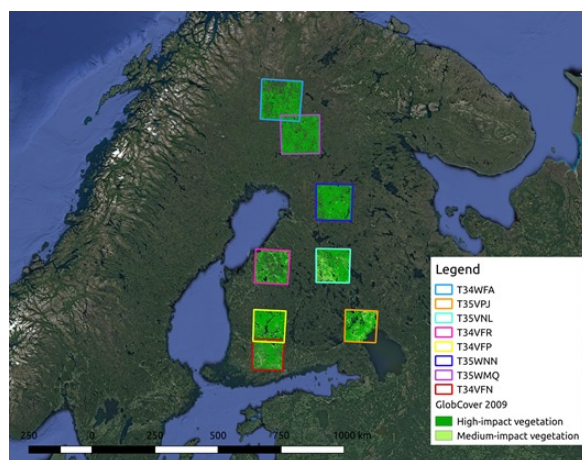 Legend
T34WFA
T35VPJ
T35VNL
T34VFR
T34VFP
T35WNN
T35WMQ
T34VFN
GlobCover 2009
High-impact vegetation
Medium-impact vegetation
250 0 250 500 750 1000 km